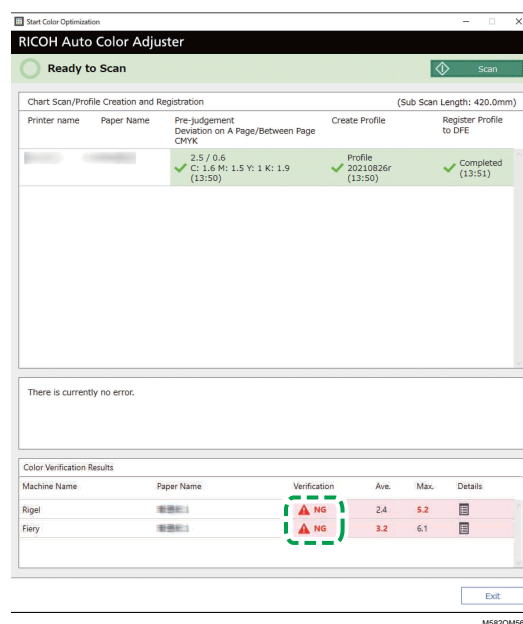 Start Color Optimization
RICOH Auto Color Adjuster
Ready to Scan
Scan
Chart Scan/Profile Creation and Registration (Sub Scan Length: 420.0mm)
Printer name Paper Name Pre-judgement Create Profile Register Profile
Deviation on A Page/Between Page to DFE
CMYK
2.5 / 0.6 Profile Completed
C: 1.6 M: 1.5 Y: 1 K: 1.9 20210826r (13:51)
(13:50) (13:50)
There is currently no error.
Color Verification Results
Machine Name Paper Name Verification Ave. Max. Details
Rigel NG 2.4 5.2
Fiery NG 3.2 6.1
Exit
M582OM56